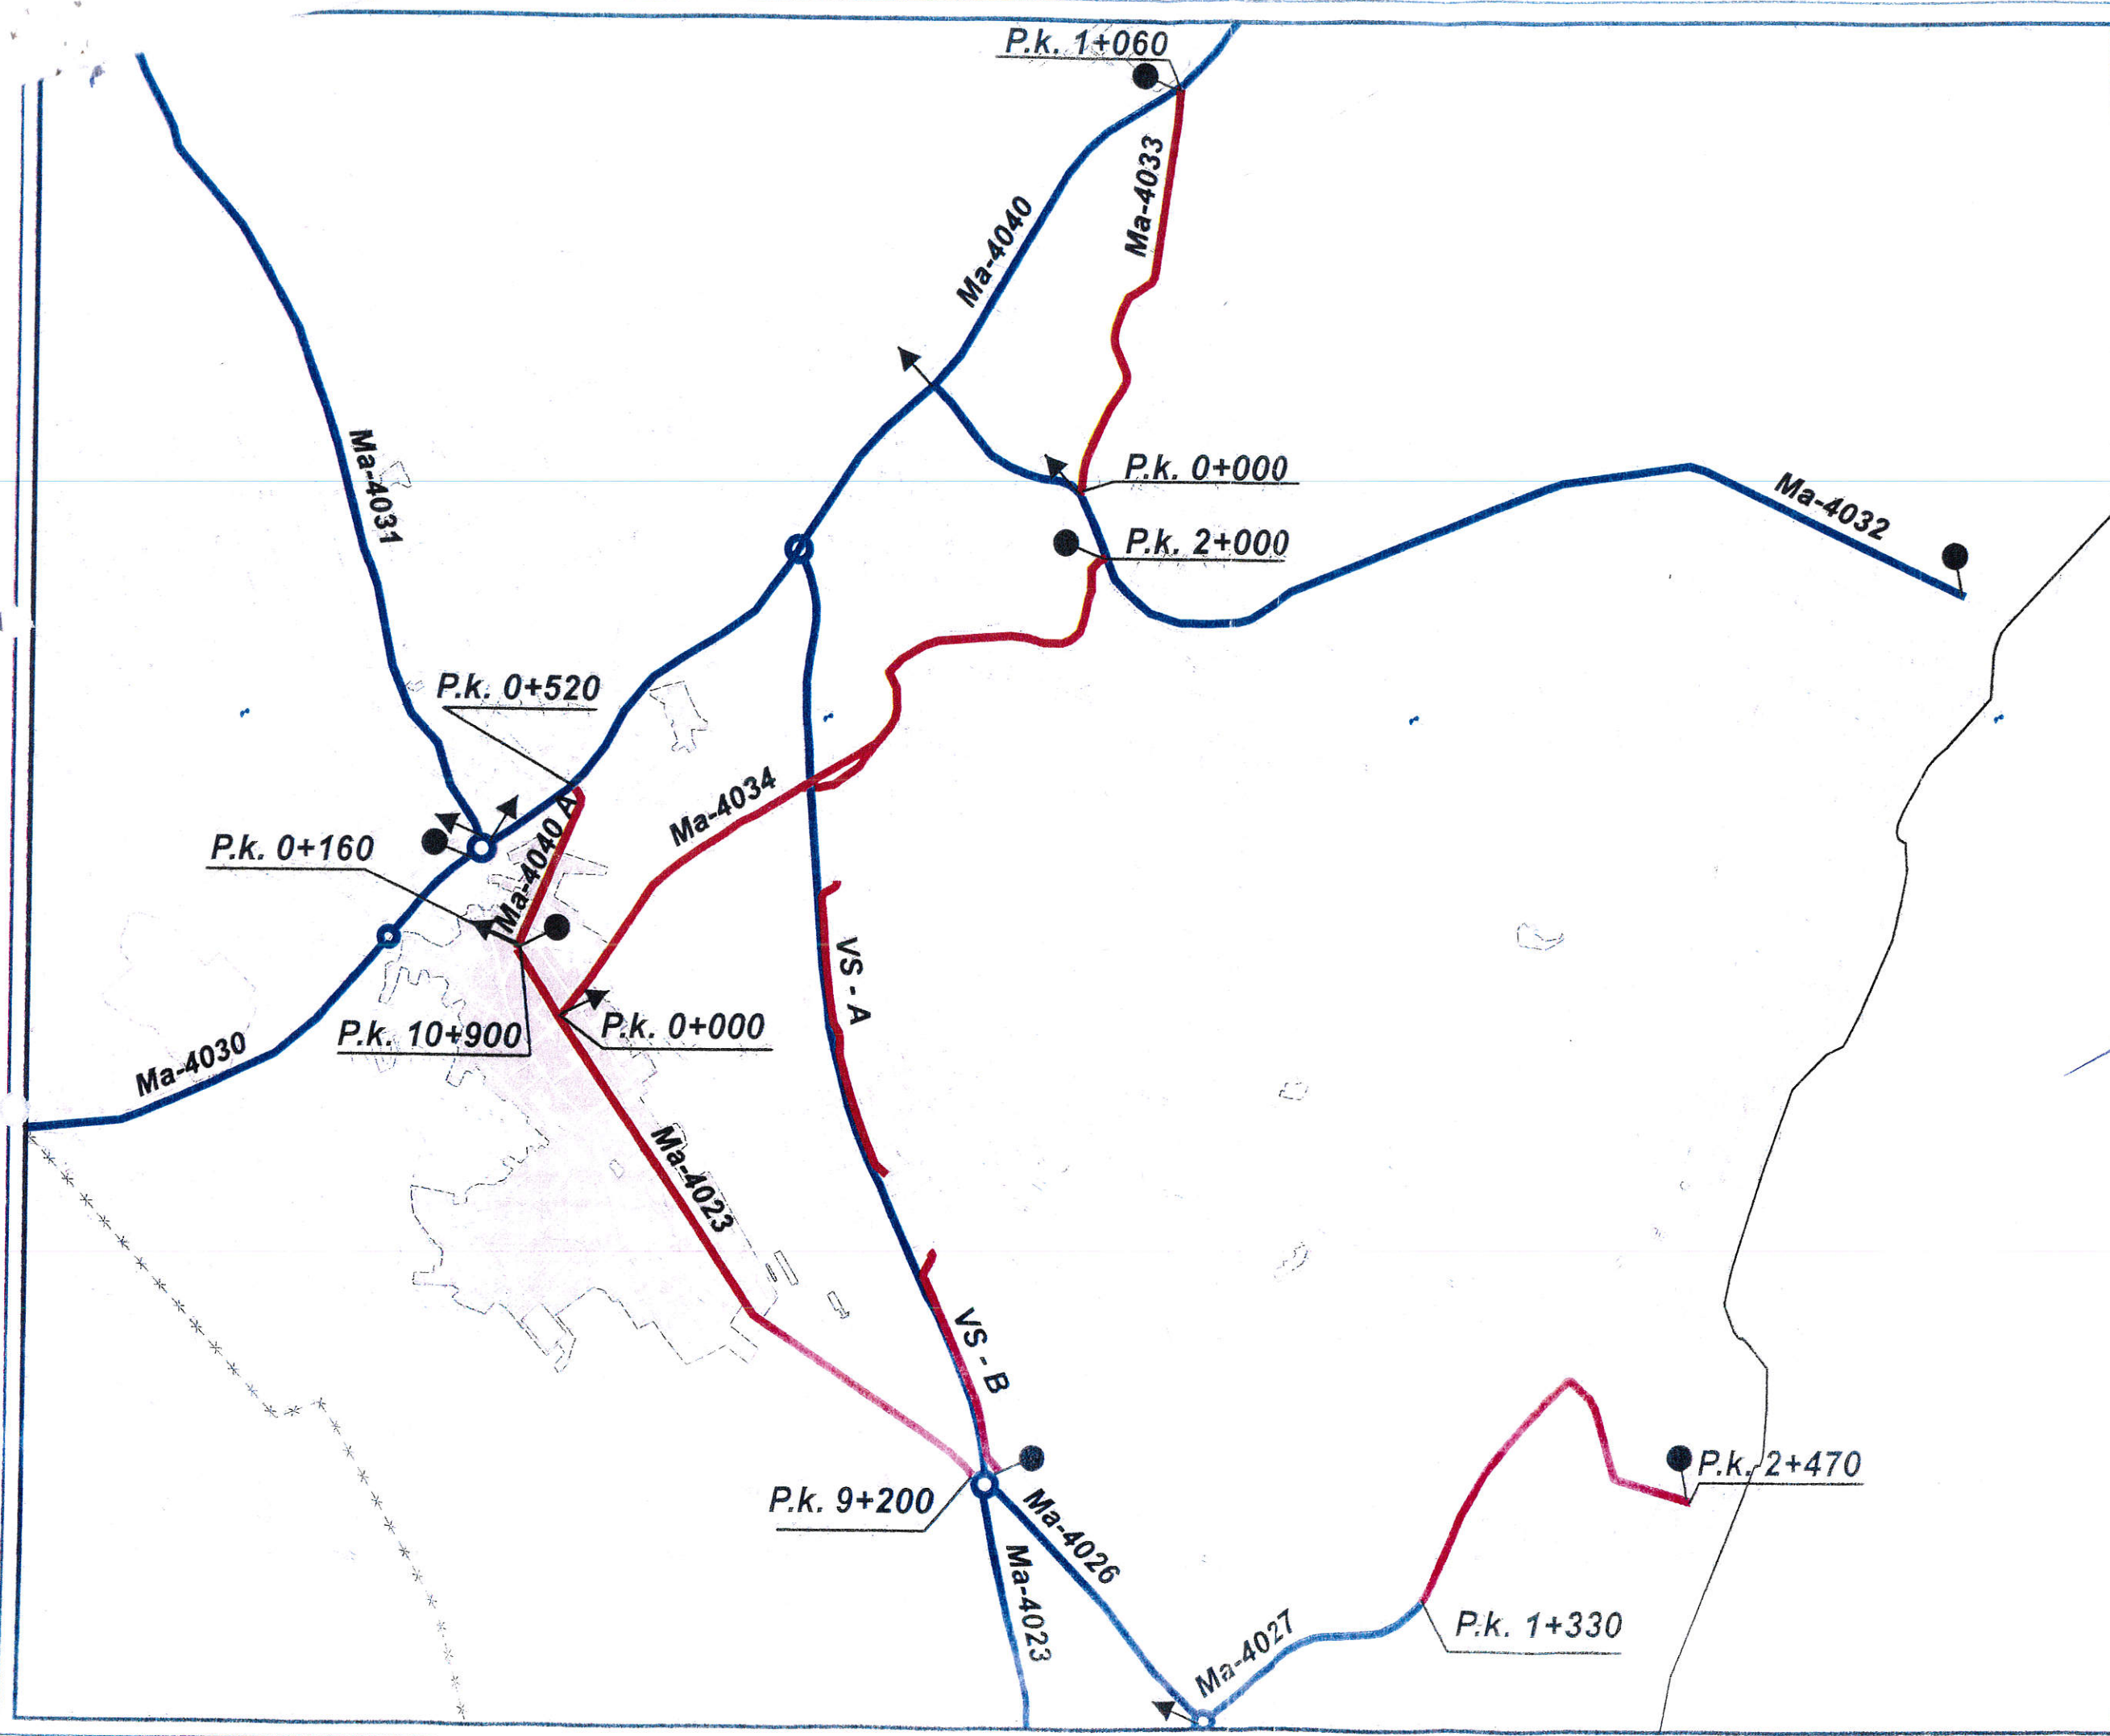 P.k. 1+060
Ma-4033
Ma-4040
Ma-4031
P.k. 0+000
Ma-4032
P.k. 2+000
P.k. 0+520
Ma-4034
P.k. 0+160
Ma-4040 A
VS - A
P.k. 10+900
P.k. 0+000
Ma-4030
Ma-4023
VS - B
P.k. 2+470
P.k. 9+200
Ma-4026
Ma-4023
Ma-4027
P.k. 1+330